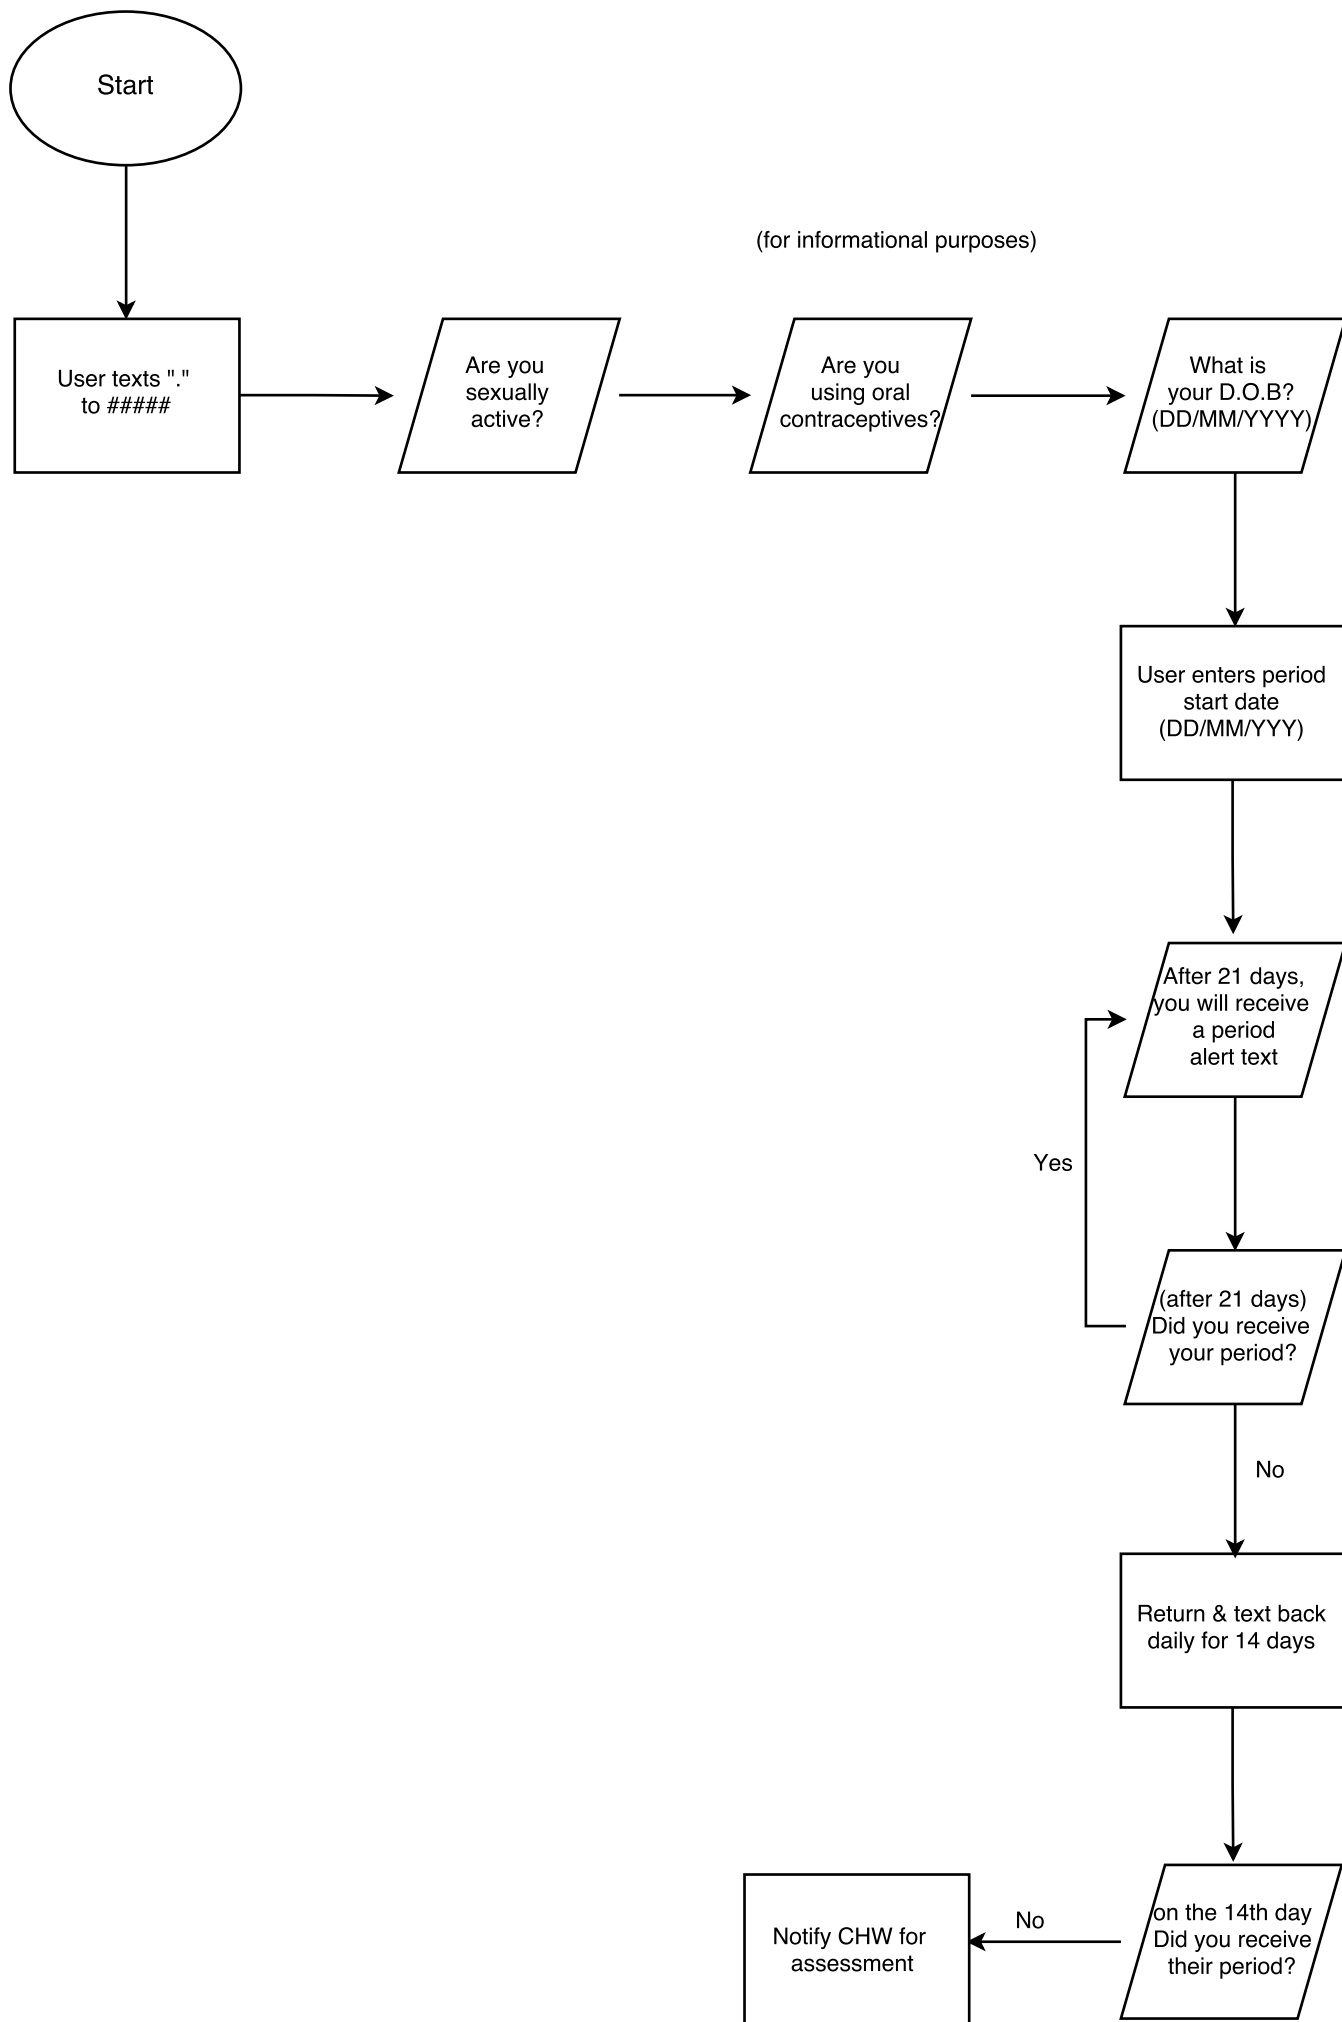 Start
(for informational purposes)
User texts "."
to #####
Are you
sexually
active?
Are you
using oral
contraceptives?
What is
your D.O.B?
(DD/MM/YYYY)
User enters period
start date
(DD/MM/YYY)
After 21 days,
you will receive
a period
alert text
Yes
(after 21 days)
Did you receive
your period?
No
Return & text back
daily for 14 days
on the 14th day
Did you receive
their period?
No
Notify CHW for
assessment